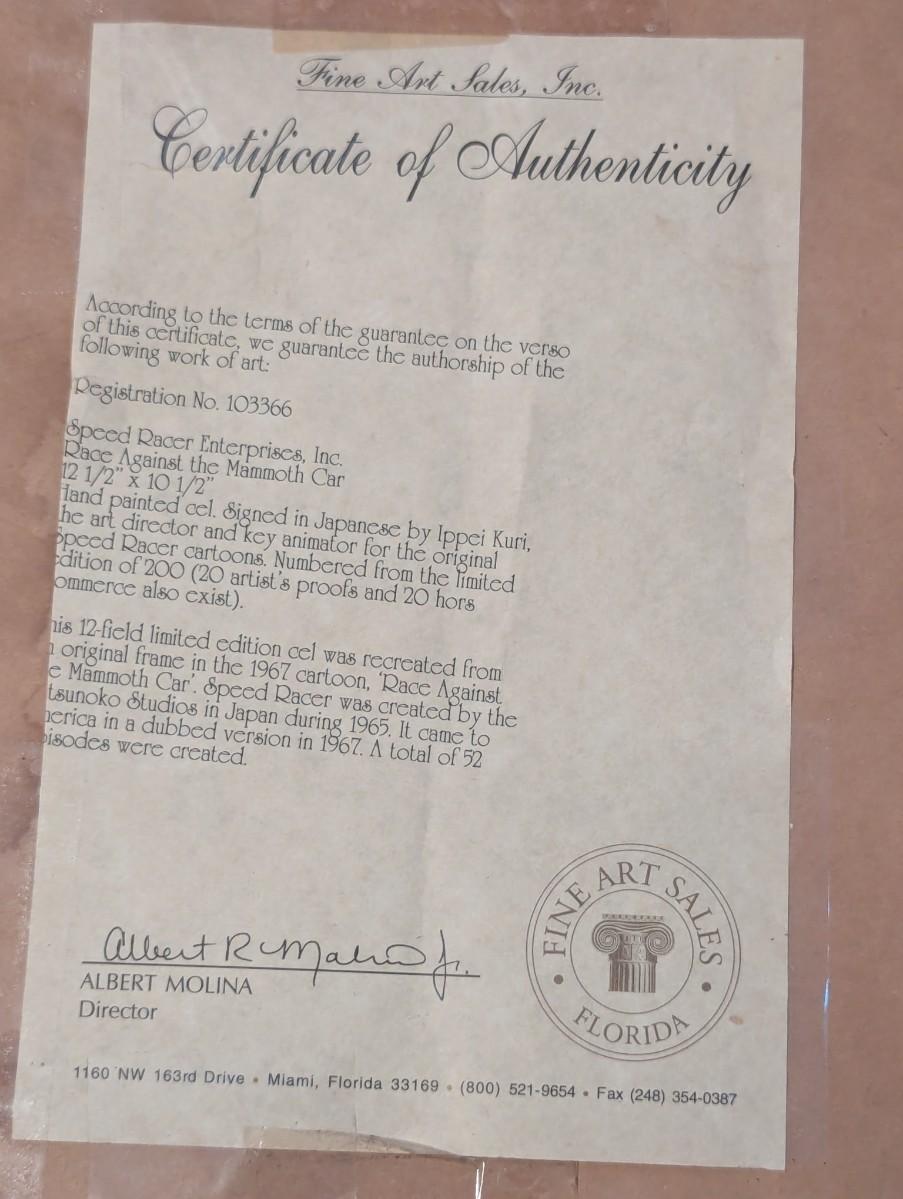 Fine Art Sales, Inc.
Certificate of Authenticity
According to the terms of the guarantee on the verso
of this certificate, we guarantee the authorship of the
following work of art:
Registration No. 103366
Speed Racer Enterprises, Inc.
Race Against the Mammoth Car
12 1/2" x 10 1/2"
Hand painted cel. Signed in Japanese by Ippei Kuri,
he art director and key animator for the original
Speed Racer cartoons. Numbered from the limited
edition of 200 (20 artist's proofs and 20 hors
ommerce also exist).
his 12-field limited edition cel was recreated from
n original frame in the 1967 cartoon, 'Race Against
e Mammoth Car'. Speed Racer was created by the
tsunoko Studios in Japan during 1965. It came to
nerica in a dubbed version in 1967. A total of 52
isodes were created.
Albert R Molina Jr.
ALBERT MOLINA
Director
FINE ART SALES
FLORIDA
1160 NW 163rd Drive • Miami, Florida 33169 • (800) 521-9654 • Fax (248) 354-0387